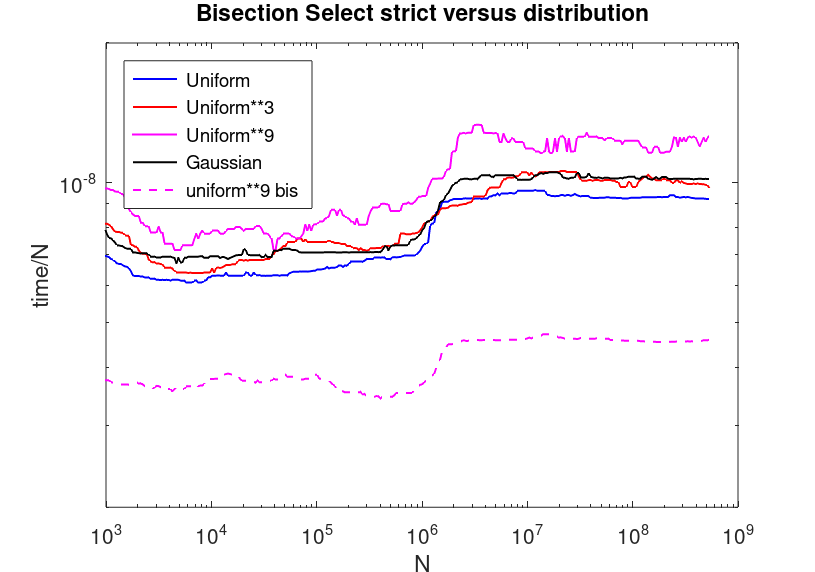 Bisection Select strict versus distribution
Uniform
Uniform**3
Uniform**9
Gaussian
uniform**9 bis
10^-8
time/N
10^3 10^4 10^5 10^6 10^7 10^8 10^9
N